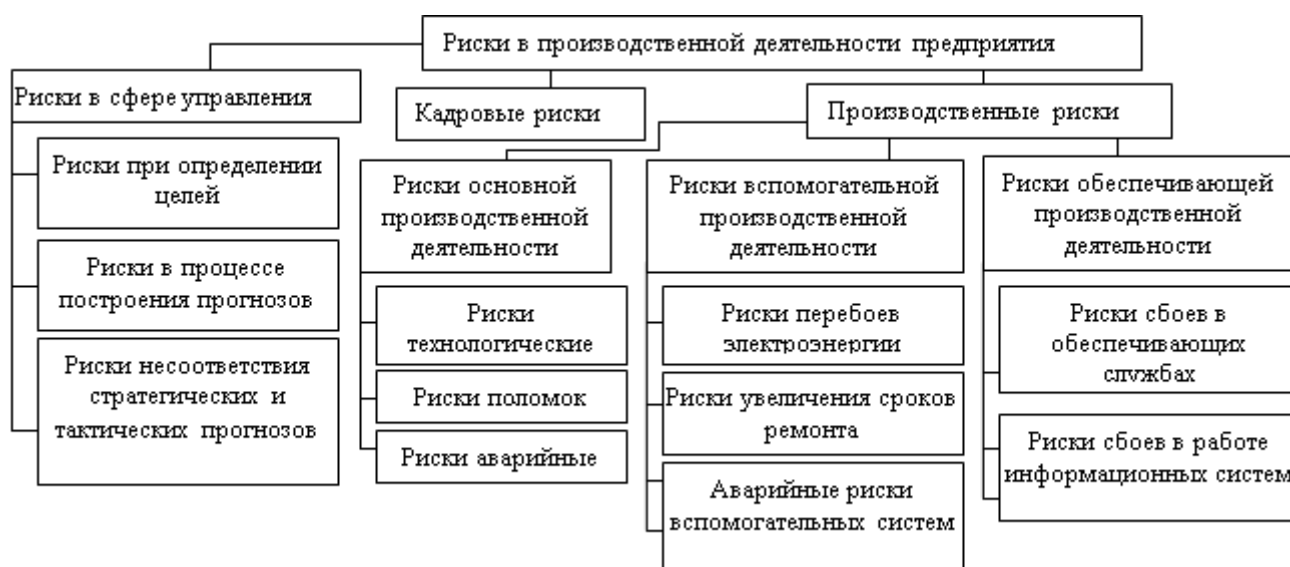 Риски в производственной деятельности предприятия
Риски в сфере управления
Кадровые риски
Производственные риски
Риски при определении
целей
Риски в процессе
построения прогнозов
Риски несоответствия
стратегических и
тактических прогнозов
Риски основной
производственной
деятельности
Риски
технологические
Риски поломок
Риски аварийные
Риски вспомогательной
производственной
деятельности
Риски перебоев
электроэнергии
Риски увеличения сроков
ремонта
Аварийные риски
вспомогательных систем
Риски обеспечивающей
производственной
деятельности
Риски сбоев в
обеспечивающих
службах
Риски сбоев в работе
информационных систем